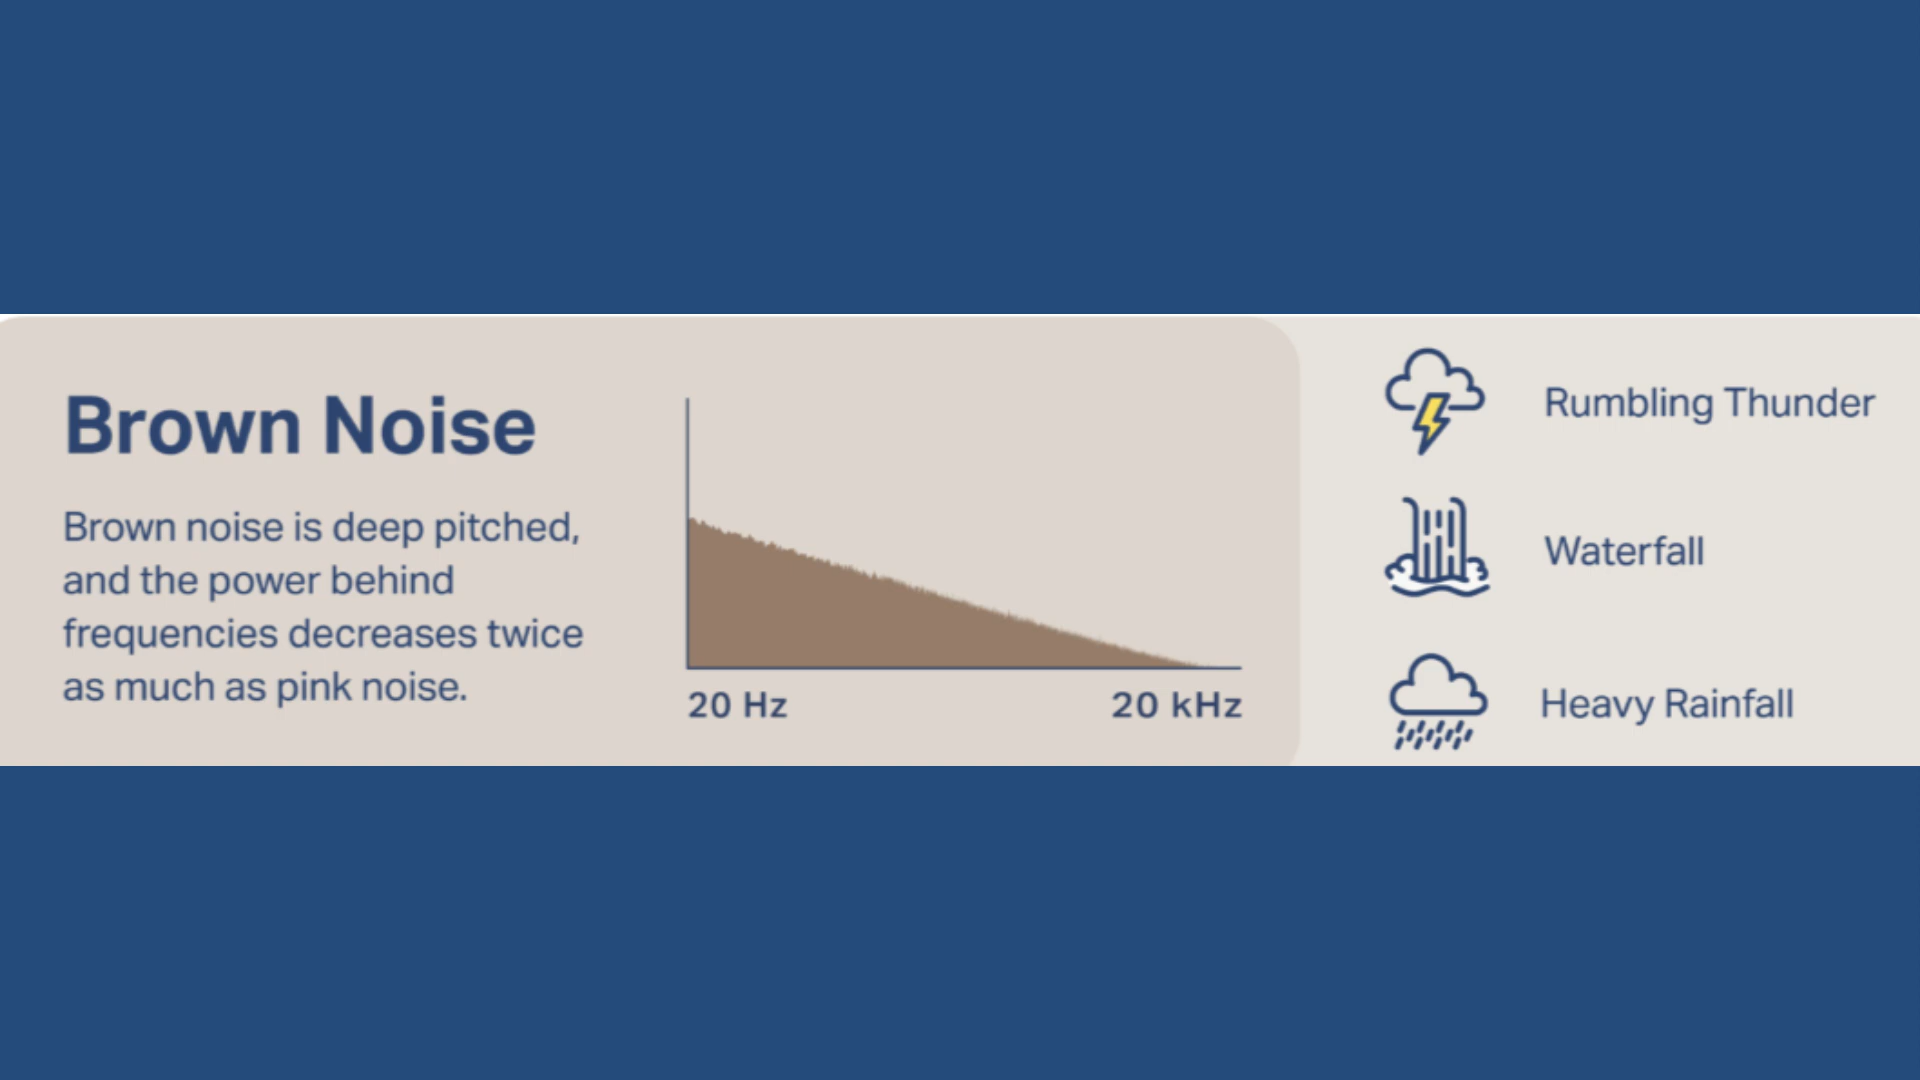 Brown Noise
Brown noise is deep pitched,
and the power behind
frequencies decreases twice
as much as pink noise.
20 Hz
20 kHz
Rumbling Thunder
Waterfall
Heavy Rainfall